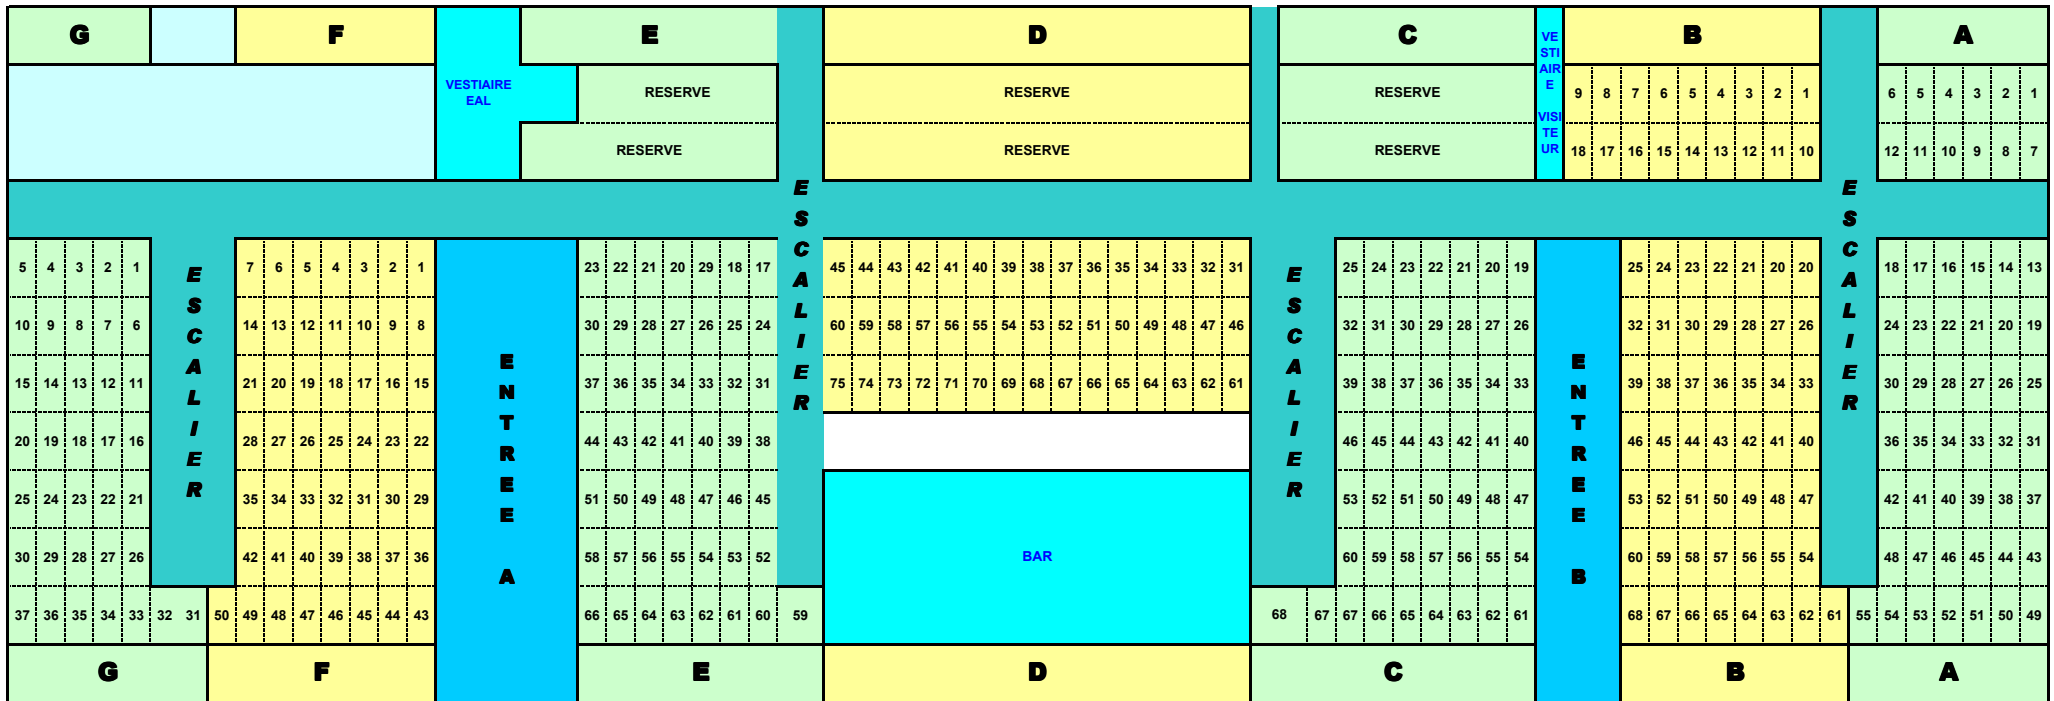 G F E D C B A
VESTIAIRE
EAL
RESERVE RESERVE RESERVE
VE
STI
AIR
E
VISI
TE
UR
9 8 7 6 5 4 3 2 1
6 5 4 3 2 1
RESERVE RESERVE RESERVE
18 17 16 15 14 13 12 11 10
12 11 10 9 8 7
ESCALIER
ESCALIER
ESCALIER
ESCALIER
ENTREE A
ENTREE B
5 4 3 2 1 7 6 5 4 3 2 1 23 22 21 20 29 18 17 45 44 43 42 41 40 39 38 37 36 35 34 33 32 31 25 24 23 22 21 20 19 25 24 23 22 21 20 20 18 17 16 15 14 13
10 9 8 7 6 14 13 12 11 10 9 8 30 29 28 27 26 25 24 60 59 58 57 56 55 54 53 52 51 50 49 48 47 46 32 31 30 29 28 27 26 32 31 30 29 28 27 26 24 23 22 21 20 19
15 14 13 12 11 21 20 19 18 17 16 15 37 36 35 34 33 32 31 75 74 73 72 71 70 69 68 67 66 65 64 63 62 61 39 38 37 36 35 34 33 39 38 37 36 35 34 33 30 29 28 27 26 25
20 19 18 17 16 28 27 26 25 24 23 22 44 43 42 41 40 39 38 46 45 44 43 42 41 40 46 45 44 43 42 41 40 36 35 34 33 32 31
25 24 23 22 21 35 34 33 32 31 30 29 51 50 49 48 47 46 45 53 52 51 50 49 48 47 53 52 51 50 49 48 47 42 41 40 39 38 37
30 29 28 27 26 42 41 40 39 38 37 36 58 57 56 55 54 53 52 BAR 60 59 58 57 56 55 54 60 59 58 57 56 55 54 48 47 46 45 44 43
37 36 35 34 33 32 31 50 49 48 47 46 45 44 43 66 65 64 63 62 61 60 59 68 67 67 66 65 64 63 62 61 68 67 66 65 64 63 62 61 55 54 53 52 51 50 49
G F E D C B A